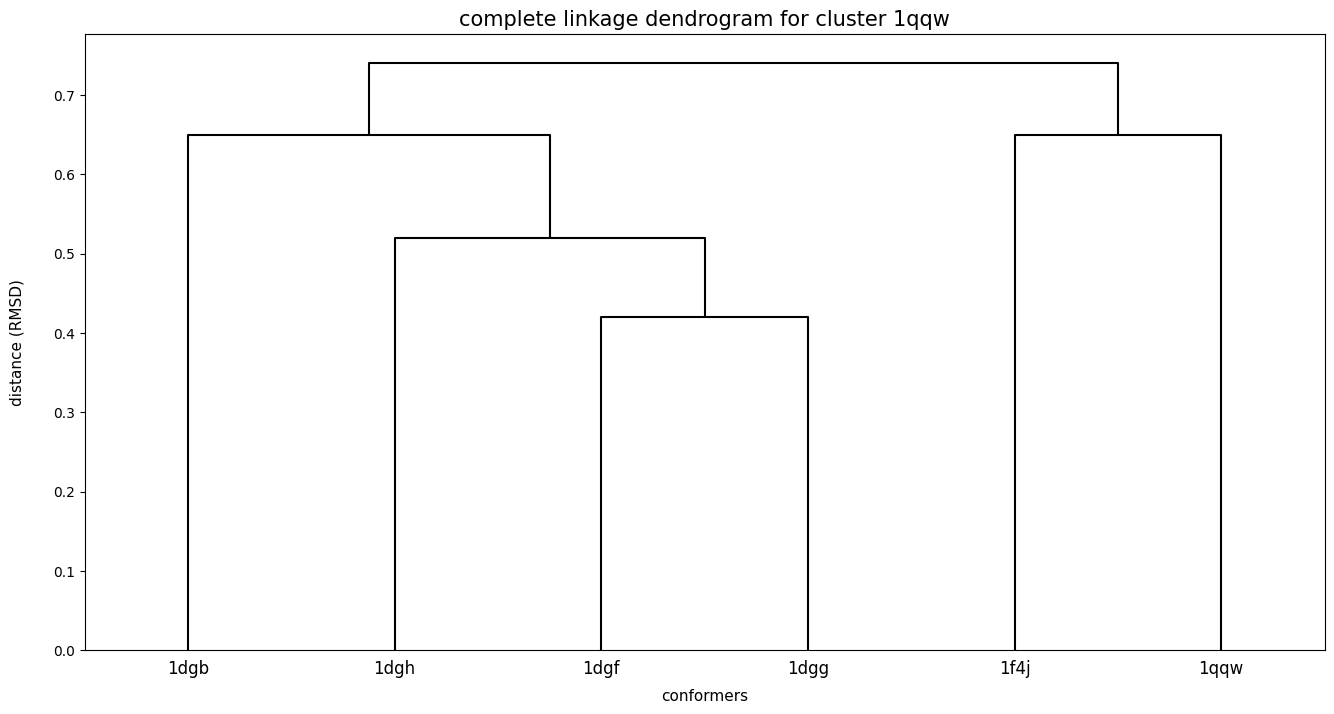 complete linkage dendrogram for cluster 1qqw
0.7
0.6
0.5
0.4
0.3
0.2
0.1
0.0
distance (RMSD)
1dgb 1dgh 1dgf 1dgg 1f4j 1qqw
conformers